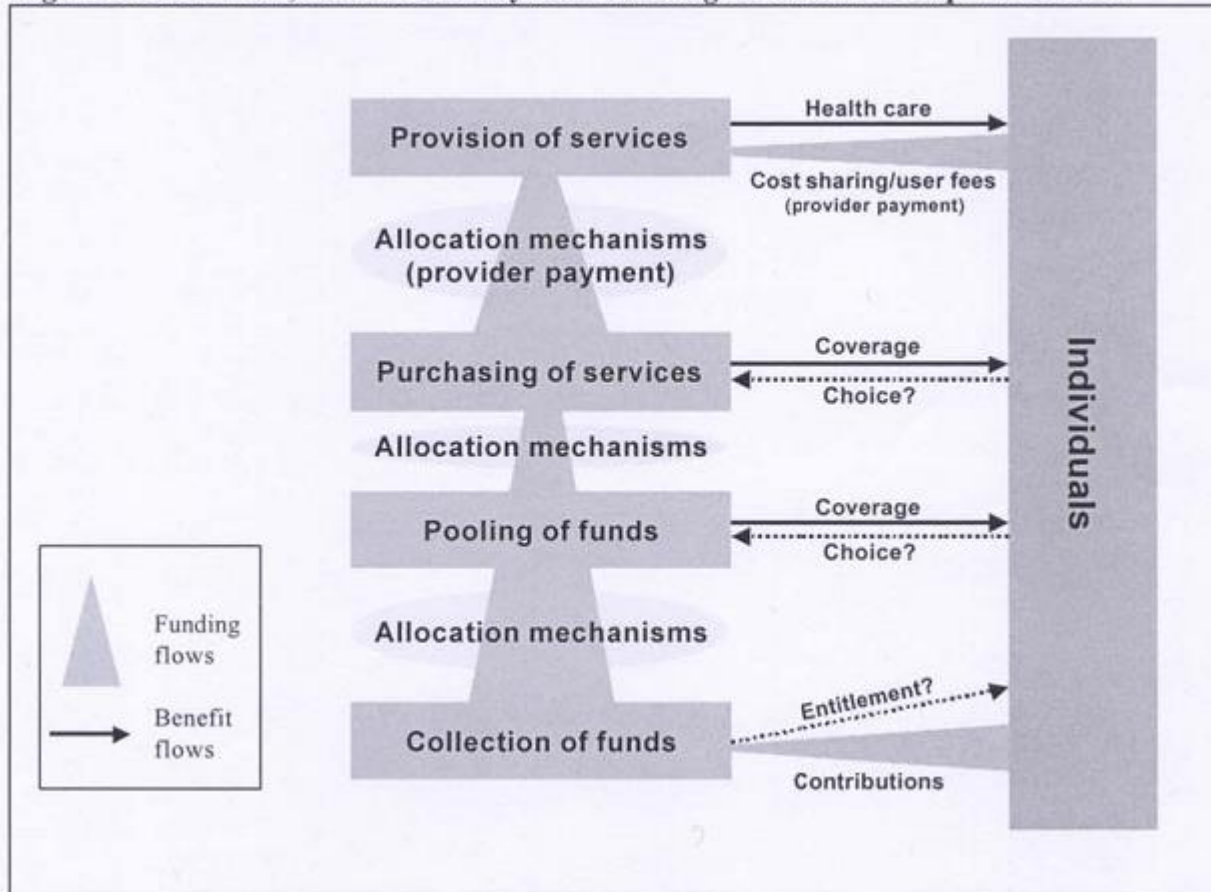 Health care
Provision of services
Cost sharing/user fees
(provider payment)
Allocation mechanisms
(provider payment)
Coverage
Purchasing of services
Choice?
Individuals
Allocation mechanisms
Coverage
Pooling of funds
Choice?
Funding
flows
Allocation mechanisms
Entitlement?
Benefit
flows
Collection of funds
Contributions